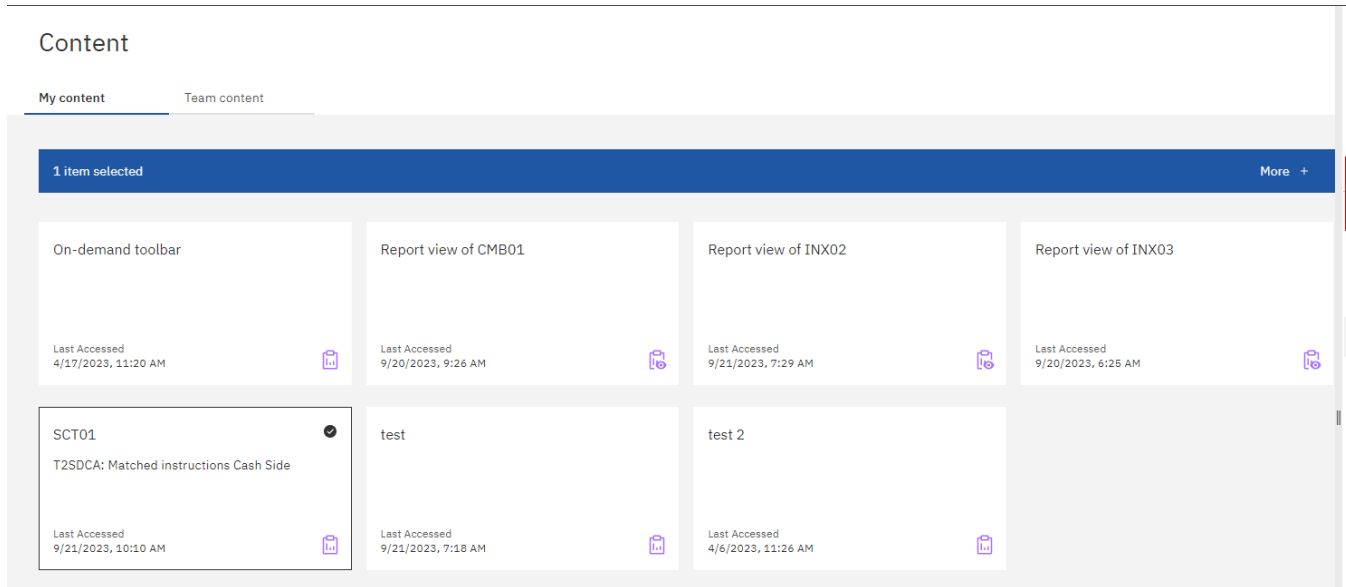 Content
My content
Team content
1 item selected
More +
On-demand toolbar
Last Accessed
4/17/2023, 11:20 AM
Report view of CMB01
Last Accessed
9/20/2023, 9:26 AM
Report view of INX02
Last Accessed
9/21/2023, 7:29 AM
Report view of INX03
Last Accessed
9/20/2023, 6:25 AM
SCT01
T2SDCA: Matched instructions Cash Side
Last Accessed
9/21/2023, 10:10 AM
test
Last Accessed
9/21/2023, 7:18 AM
test 2
Last Accessed
4/6/2023, 11:26 AM